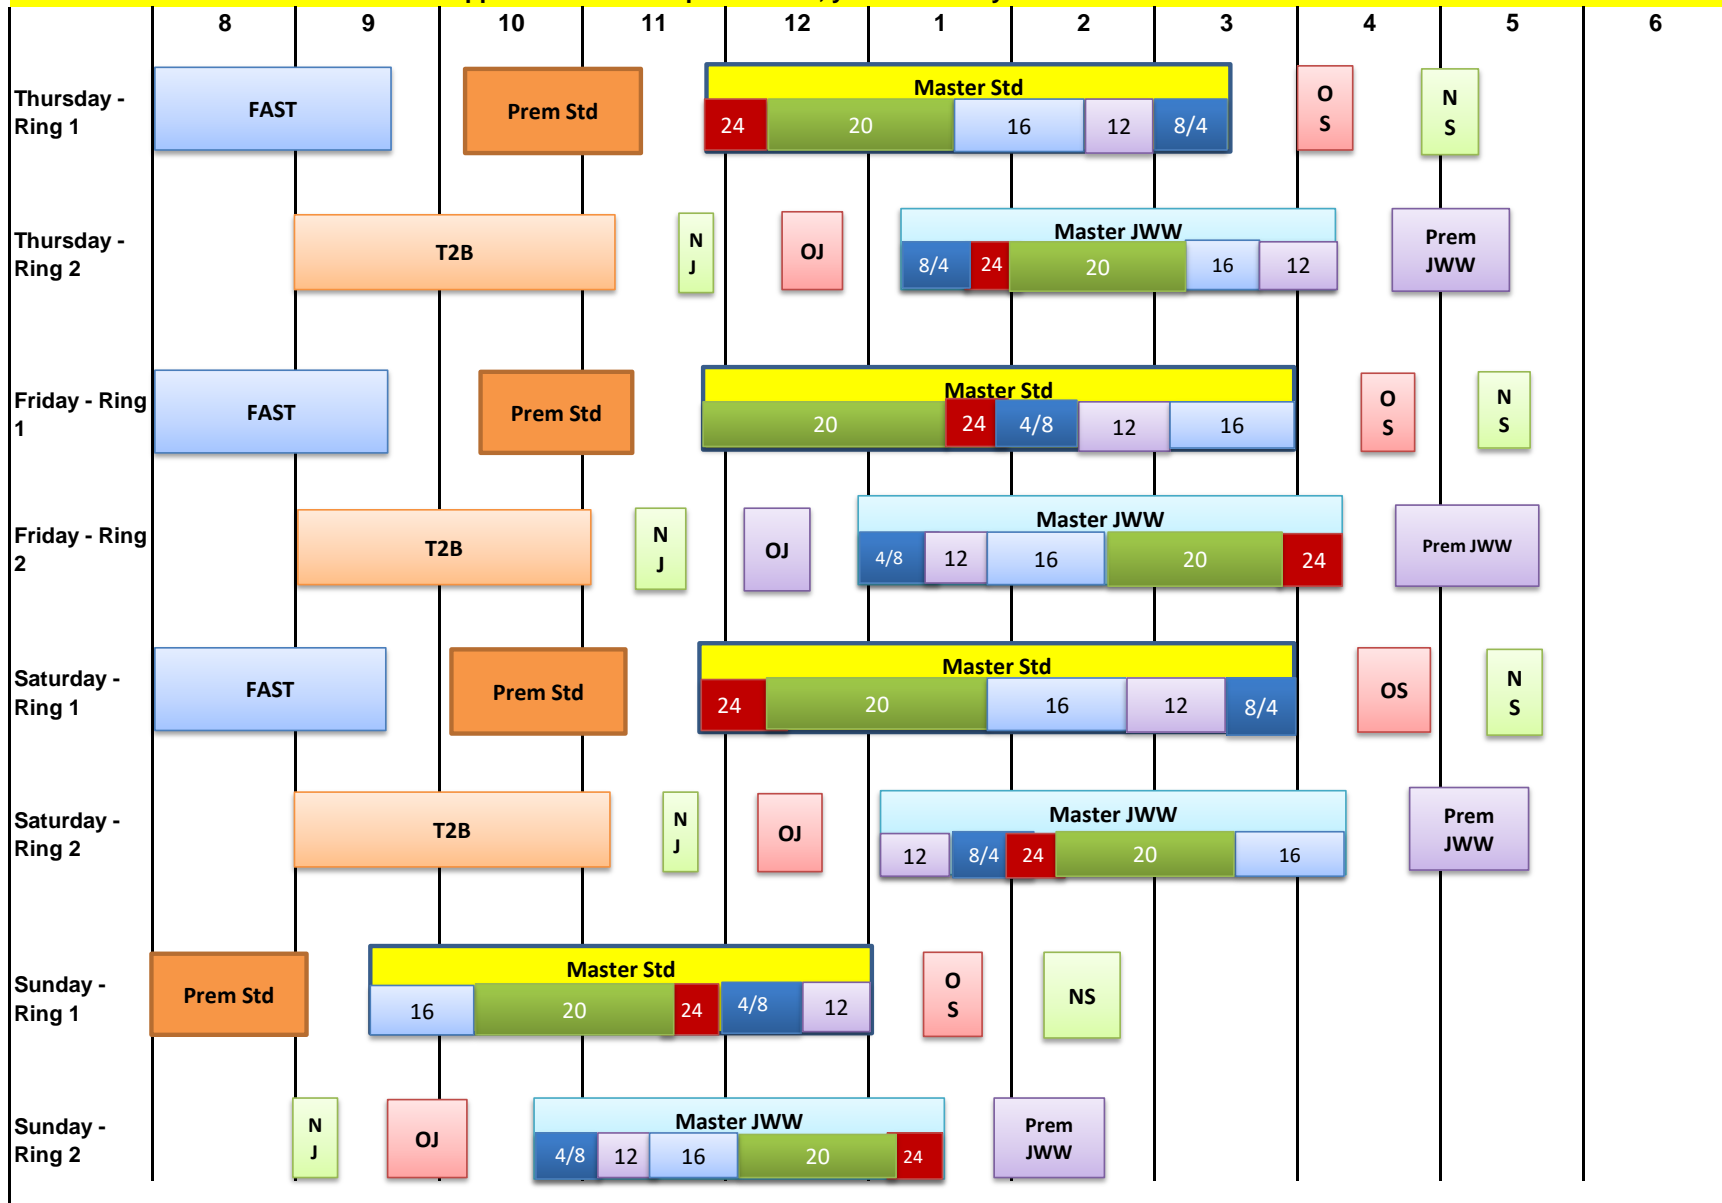 8 9 10 11 12 1 2 3 4 5 6
Thursday -
Ring 1
FAST
Prem Std
Master Std
24 20 16 12 8/4
O
S
N
S
Thursday -
Ring 2
T2B
N
J
OJ
Master JWW
8/4 24 20 16 12
Prem
JWW
Friday - Ring
1
FAST
Prem Std
Master Std
20 24 4/8 12 16
O
S
N
S
Friday - Ring
2
T2B
N
J
OJ
Master JWW
4/8 12 16 20 24
Prem JWW
Saturday -
Ring 1
FAST
Prem Std
Master Std
24 20 16 12 8/4
OS
N
S
Saturday -
Ring 2
T2B
N
J
OJ
Master JWW
12 8/4 24 20 16
Prem
JWW
Sunday -
Ring 1
Prem Std
Master Std
16 20 24 4/8 12
O
S
NS
Sunday -
Ring 2
N
J
OJ
Master JWW
4/8 12 16 20 24
Prem
JWW